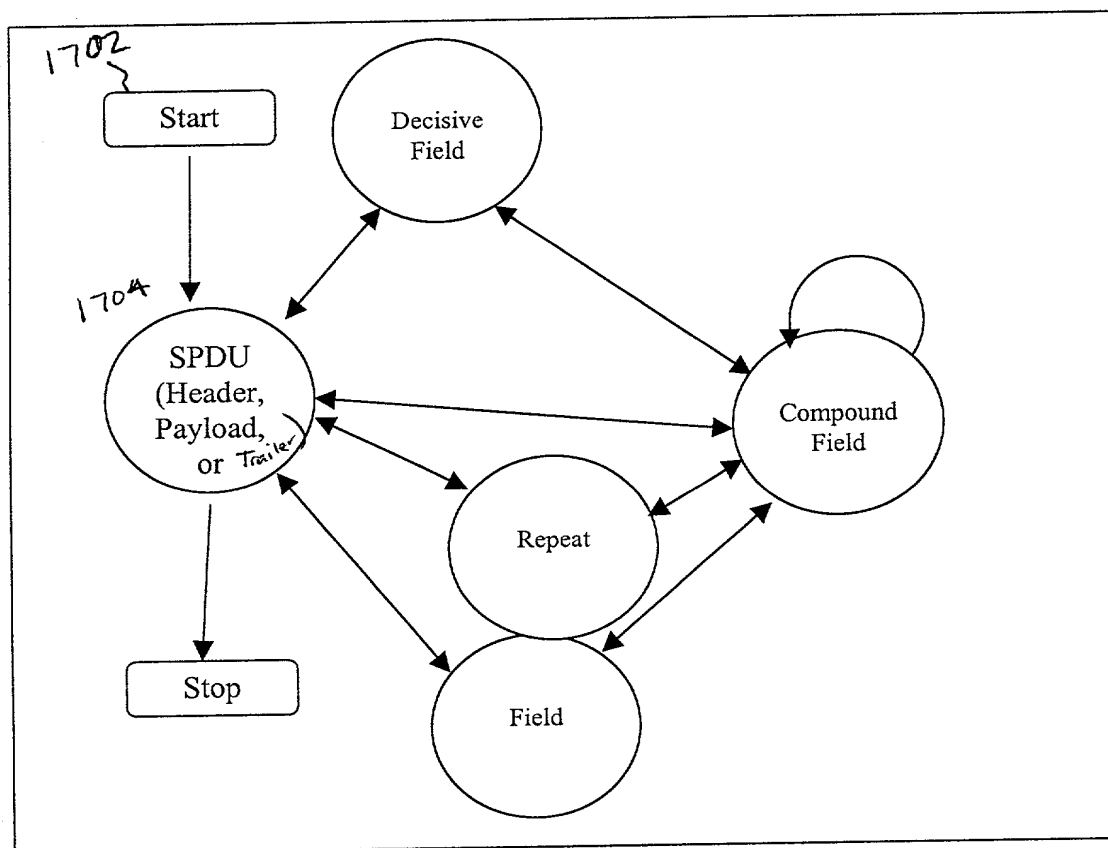 1702
Start
Decisive
Field
1704
SPDU
(Header,
Payload,
or Trailer)
Compound
Field
Repeat
Stop
Field